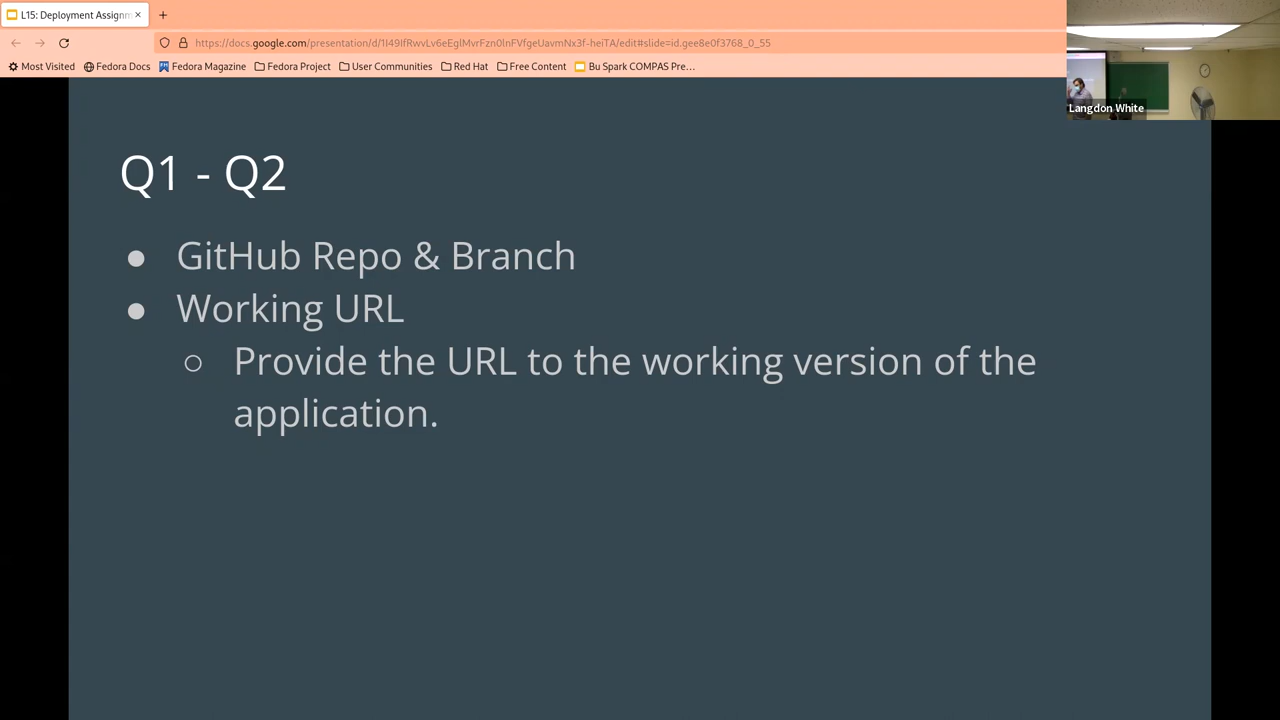 L15: Deployment Assignm
https://docs.google.com/presentation/d/1I49IfRwvLv6eEglMvrFzn0lnFVfgeUavmNx3f-heiTA/edit#slide=id.gee8e0f3768_0_55
Most Visited Fedora Docs Fedora Magazine Fedora Project User Communities Red Hat Free Content Bu Spark COMPAS Pre…
Langdon White
Q1 - Q2
● GitHub Repo & Branch
● Working URL
○ Provide the URL to the working version of the
application.